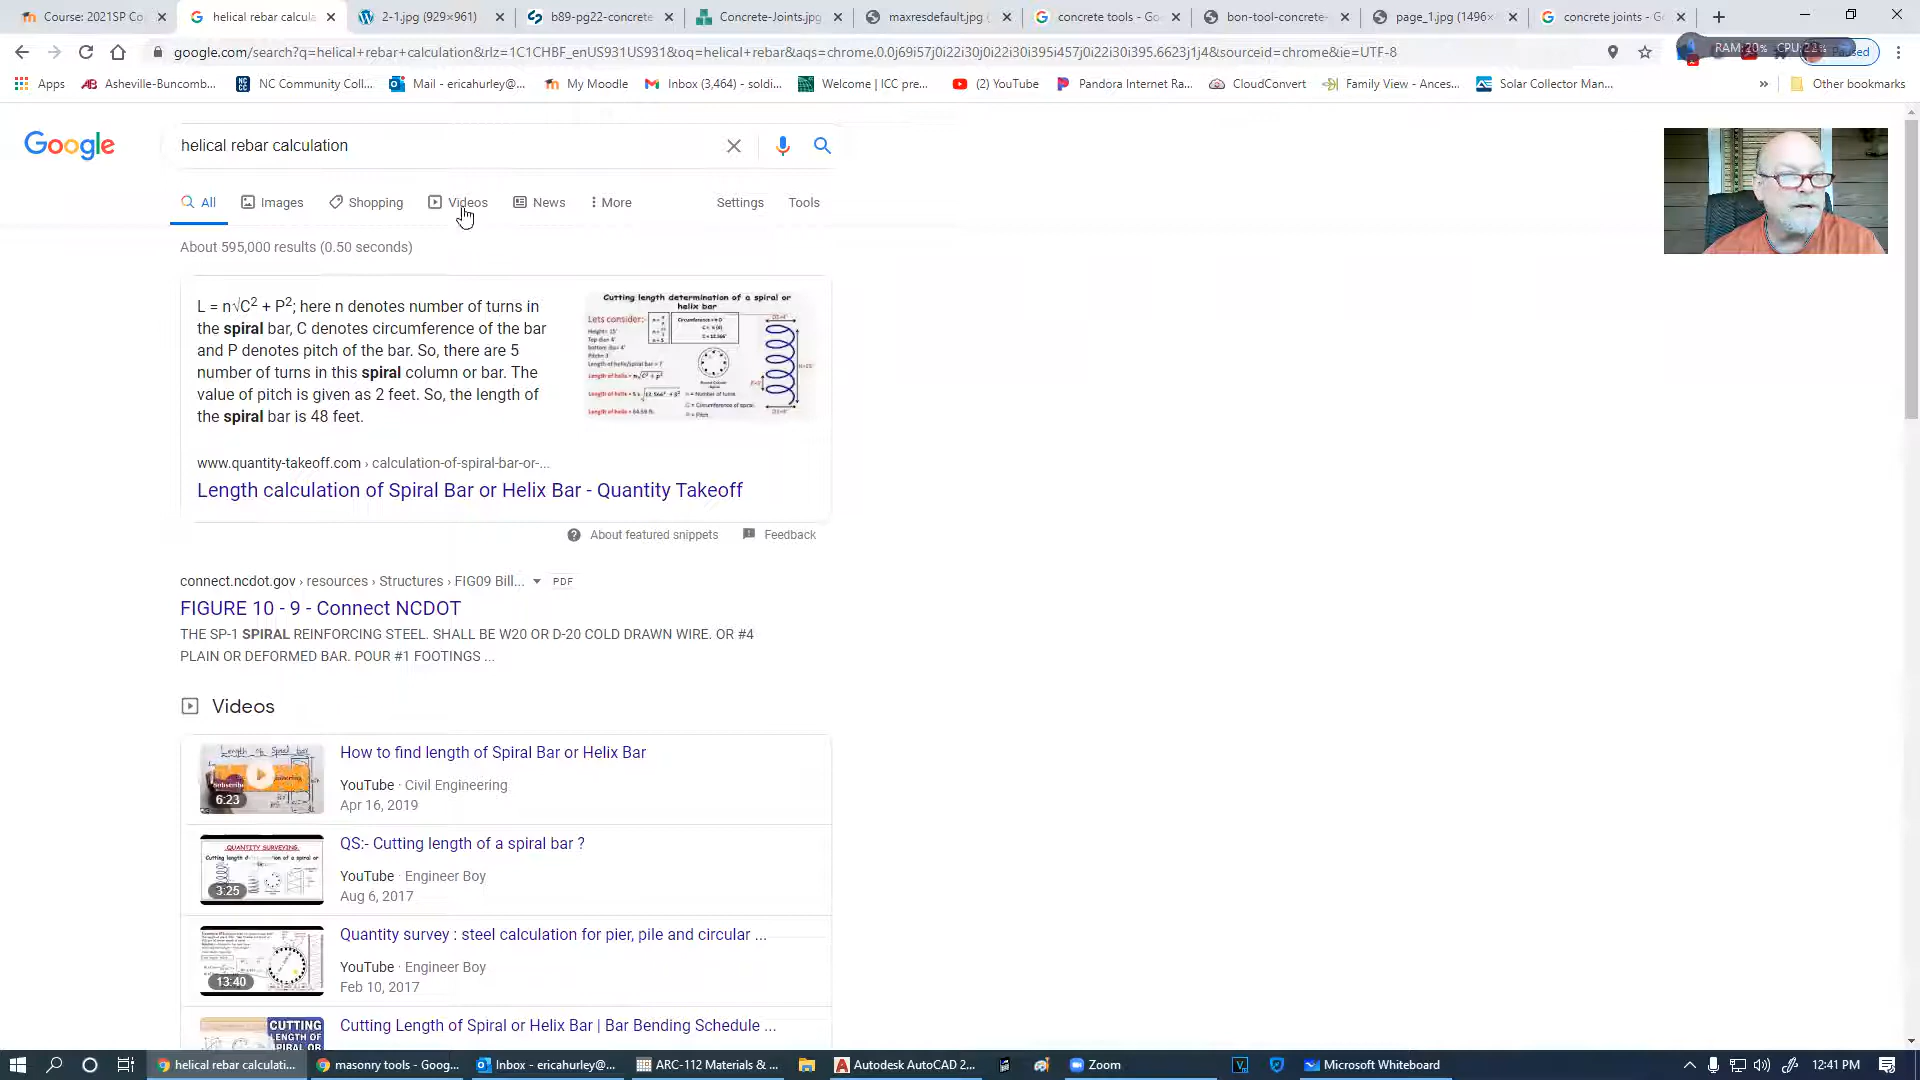 Course: 2021SP Co
helical rebar calcula
2-1.jpg (929×961)
b89-pg22-concrete
Concrete-Joints.jpg
maxresdefault.jpg
concrete tools - Go
bon-tool-concrete-
page_1.jpg (1496×
concrete joints - G
google.com/search?q=helical+rebar+calculation&rlz=1C1CHBF_enUS931US931&oq=helical+rebar&aqs=chrome.0.0j69i57j0i22i30j0i22i30i395i457j0i22i30i395.6623j1j4&sourceid=chrome&ie=UTF-8
RAM:20% CPU:22%
Apps
Asheville-Buncomb...
NC Community Coll...
Mail - ericahurley@...
My Moodle
Inbox (3,464) - soldi...
Welcome | ICC pre...
(2) YouTube
Pandora Internet Ra...
CloudConvert
Family View - Ances...
Solar Collector Man...
»
Other bookmarks
Google
helical rebar calculation
All
Images
Shopping
Videos
News
More
Settings
Tools
About 595,000 results (0.50 seconds)
L = n√C2 + P2; here n denotes number of turns in
the spiral bar, C denotes circumference of the bar
and P denotes pitch of the bar. So, there are 5
number of turns in this spiral column or bar. The
value of pitch is given as 2 feet. So, the length of
the spiral bar is 48 feet.
Cutting length determination of a spiral or
helix bar
Lets consider:-
www.quantity-takeoff.com › calculation-of-spiral-bar-or-...
Length calculation of Spiral Bar or Helix Bar - Quantity Takeoff
About featured snippets
Feedback
connect.ncdot.gov › resources › Structures › FIG09 Bill...
PDF
FIGURE 10 - 9 - Connect NCDOT
THE SP-1 SPIRAL REINFORCING STEEL. SHALL BE W20 OR D-20 COLD DRAWN WIRE. OR #4
PLAIN OR DEFORMED BAR. POUR #1 FOOTINGS ...
Videos
6:23
How to find length of Spiral Bar or Helix Bar
YouTube · Civil Engineering
Apr 16, 2019
QUANTITY SURVEYING
3:25
QS:- Cutting length of a spiral bar ?
YouTube · Engineer Boy
Aug 6, 2017
13:40
Quantity survey : steel calculation for pier, pile and circular ...
YouTube · Engineer Boy
Feb 10, 2017
CUTTING
LENGTH OF
SPIRAL OR
Cutting Length of Spiral or Helix Bar | Bar Bending Schedule ...
helical rebar calculati...
masonry tools - Goog...
Inbox - ericahurley@...
ARC-112 Materials & ...
Autodesk AutoCAD 2...
Zoom
Microsoft Whiteboard
12:41 PM